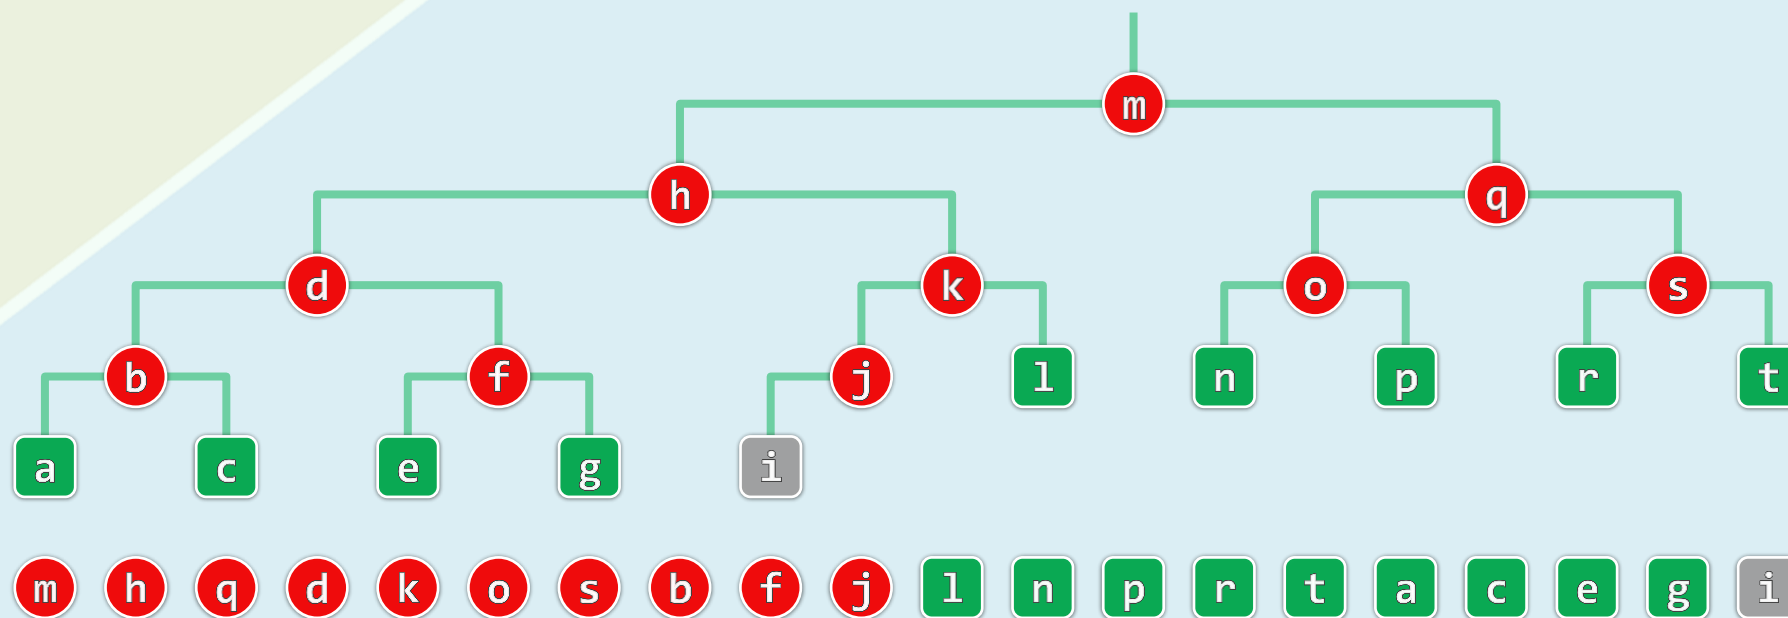 m
h q
d k o s
b f j l n p r t
a c e g i
m h q d k o s b f j l n p r t a c e g i